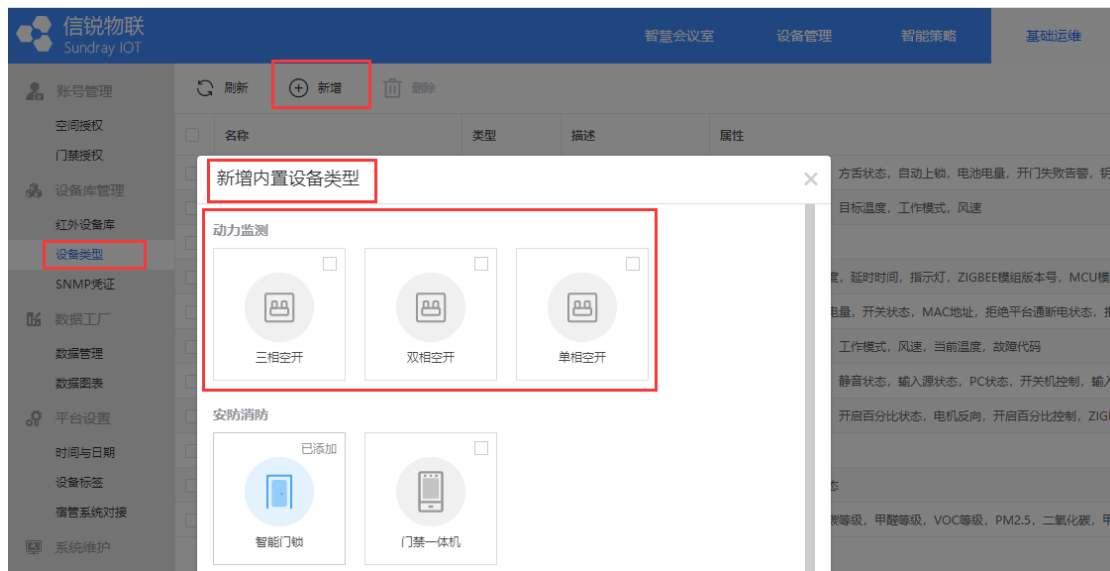 信锐物联
Sundray IOT
智慧会议室 设备管理 智能策略 基础运维
账号管理
空间授权
门禁授权
设备库管理
红外设备库
设备类型
SNMP凭证
数据工厂
数据管理
数据图表
平台设置
时间与日期
设备标签
宿管系统对接
系统维护
刷新 新增 删除
名称 类型 描述 属性
新增内置设备类型
动力监测
三相空开 双相空开 单相空开
安防消防
已添加
智能门锁 门禁一体机
方舌状态，自动上锁，电池电量，开门失败告警，
目标温度，工作模式，风速
延时时间，指示灯，ZIGBEE模组版本号，MCU模
电量，开关状态，MAC地址，拒绝平台通断电状态，
工作模式，风速，当前温度，故障代码
静音状态，输入源状态，PC状态，开关机控制，输入
开启百分比状态，电机反向，开启百分比控制，ZIG
等级，甲醛等级，VOC等级，PM2.5，二氧化碳，甲